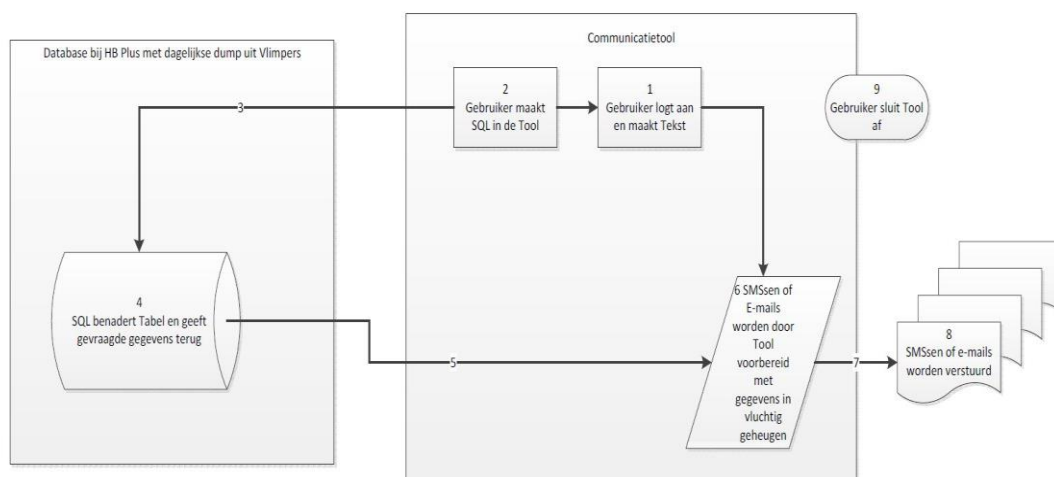 Database bij HB Plus met dagelijkse dump uit Vlimpers
Communicatietool
2
Gebruiker maakt
SQL in de Tool
1
Gebruiker logt aan
en maakt Tekst
9
Gebruiker sluit Tool
af
3
4
SQL benadert Tabel en geeft
gevraagde gegevens terug
5
6 SMSsen of
E-mails
worden door
Tool
voorbereid
met
gegevens in
vluchtig
geheugen
7
8
SMSsen of e-mails
worden verstuurd